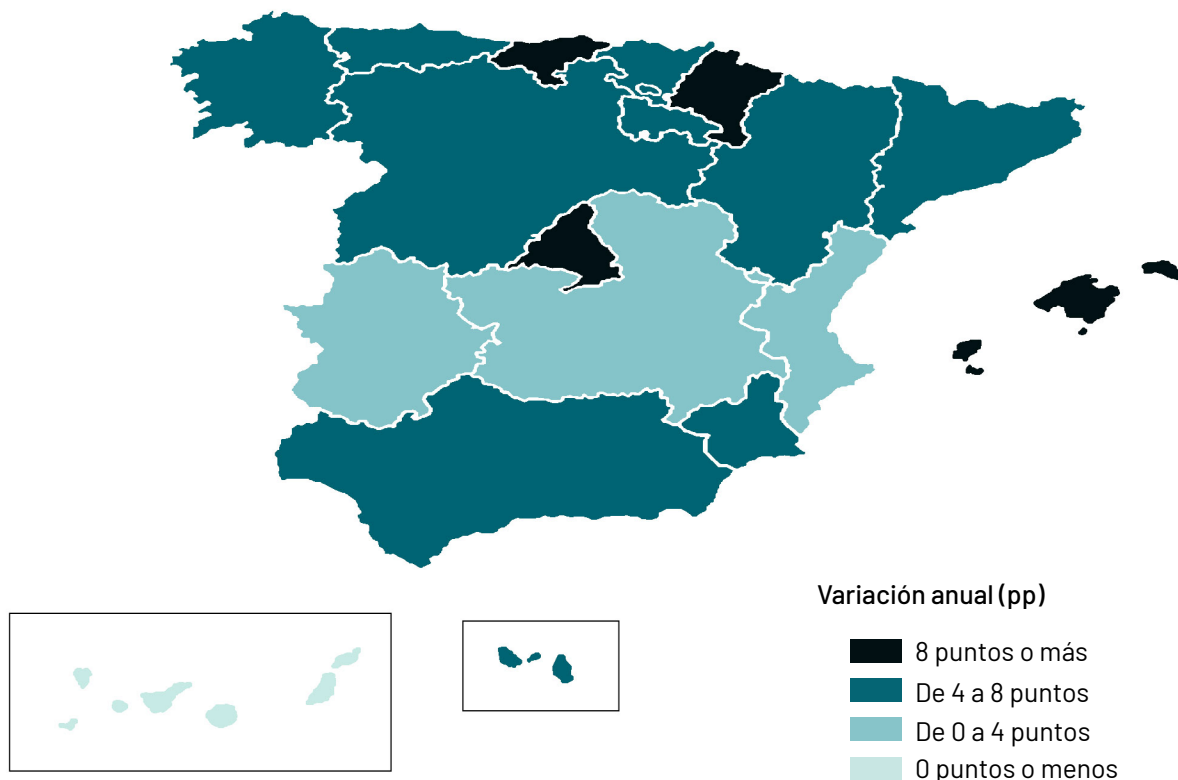 Variación anual (pp)
8 puntos o más
De 4 a 8 puntos
De 0 a 4 puntos
0 puntos o menos